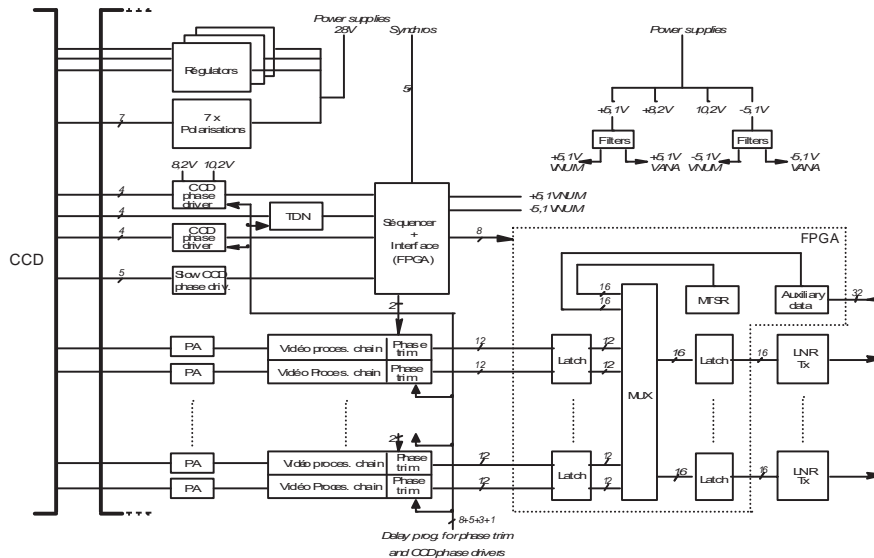 Power supplies
28V
Synchros
Power supplies
Régulators
5
+5,1V
+8,2V
10,2V
-5,1V
7
7 x
Polarisations
Filters
Filters
+5,1V
VNUM
+5,1V
VANA
-5,1V
VNUM
-5,1V
VANA
8,2V
10,2V
4
CCD
phase
driver
4
TDN
+5,1VNUM
-5,1 VNUM
Séquencer
+
Interface
(FPGA)
4
CCD
phase
driver
8
FPGA
CCD
5
Slow CCD
phase driv.
16
16
MTSR
Auxiliary
data
32
2
PA
Vidéo proces. chain
Phase
trim
12
Latch
12
16
Latch
16
LNR
Tx
PA
Vidéo Proces. chain
Phase
trim
12
12
MUX
2
PA
Vidéo proces. chain
Phase
trim
12
Latch
12
16
Latch
16
LNR
Tx
PA
Vidéo Proces. chain
Phase
trim
12
12
8+5+3+1
Delay prog. for phase trim
and CCD phase drivers